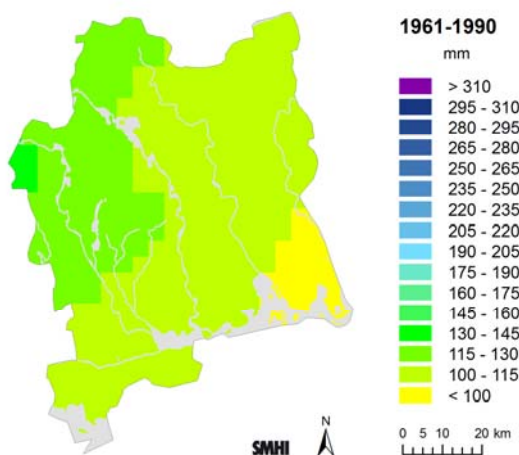 1961-1990
mm
> 310
295 - 310
280 - 295
265 - 280
250 - 265
235 - 250
220 - 235
205 - 220
190 - 205
175 - 190
160 - 175
145 - 160
130 - 145
115 - 130
100 - 115
< 100
SMHI
N
0 5 10 20 km